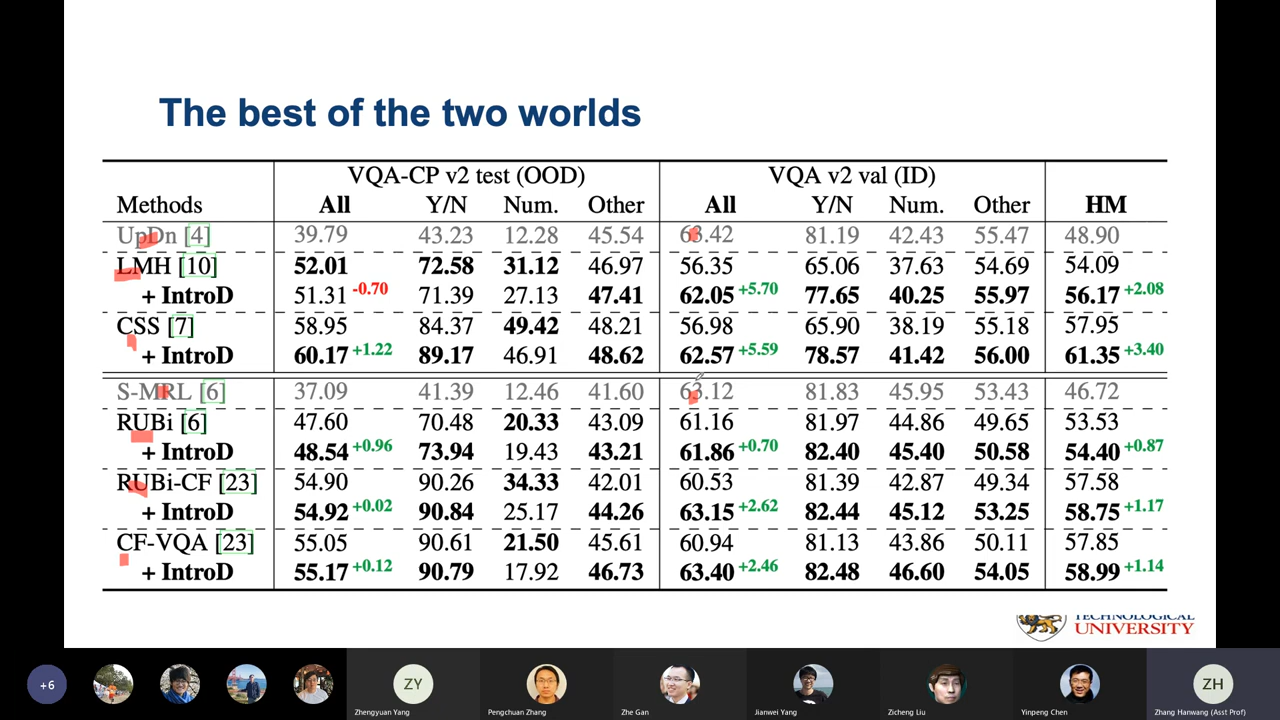 The best of the two worlds
VQA-CP v2 test (OOD) VQA v2 val (ID)
Methods All Y/N Num. Other All Y/N Num. Other HM
UpDn [4] 39.79 43.23 12.28 45.54 63.42 81.19 42.43 55.47 48.90
LMH [10] 52.01 72.58 31.12 46.97 56.35 65.06 37.63 54.69 54.09
+ IntroD 51.31 -0.70 71.39 27.13 47.41 62.05 +5.70 77.65 40.25 55.97 56.17 +2.08
CSS [7] 58.95 84.37 49.42 48.21 56.98 65.90 38.19 55.18 57.95
+ IntroD 60.17 +1.22 89.17 46.91 48.62 62.57 +5.59 78.57 41.42 56.00 61.35 +3.40
S-MRL [6] 37.09 41.39 12.46 41.60 63.12 81.83 45.95 53.43 46.72
RUBi [6] 47.60 70.48 20.33 43.09 61.16 81.97 44.86 49.65 53.53
+ IntroD 48.54 +0.96 73.94 19.43 43.21 61.86 +0.70 82.40 45.40 50.58 54.40 +0.87
RUBi-CF [23] 54.90 90.26 34.33 42.01 60.53 81.39 42.87 49.34 57.58
+ IntroD 54.92 +0.02 90.84 25.17 44.26 63.15 +2.62 82.44 45.12 53.25 58.75 +1.17
CF-VQA [23] 55.05 90.61 21.50 45.61 60.94 81.13 43.86 50.11 57.85
+ IntroD 55.17 +0.12 90.79 17.92 46.73 63.40 +2.46 82.48 46.60 54.05 58.99 +1.14
TECHNOLOGICAL
UNIVERSITY
+6 ZY ZH
Zhengyuan Yang Pengchuan Zhang Zhe Gan Jianwei Yang Zicheng Liu Yinpeng Chen Zhang Hanwang (Asst Prof)